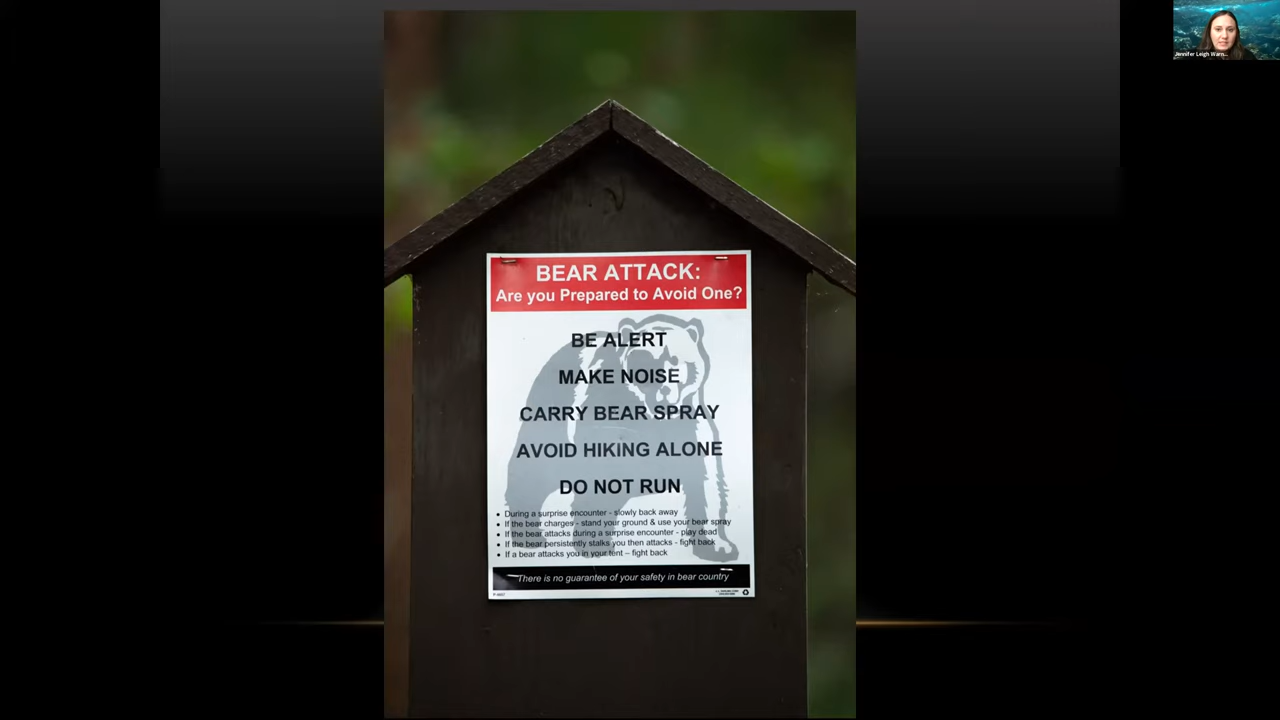 Jennifer Leigh Warn...
BEAR ATTACK:
Are you Prepared to Avoid One?
BE ALERT
MAKE NOISE
CARRY BEAR SPRAY
AVOID HIKING ALONE
DO NOT RUN
• During a surprise encounter - slowly back away
• If the bear charges - stand your ground & use your bear spray
• If the bear attacks during a surprise encounter - play dead
• If the bear persistently stalks you then attacks - fight back
• If a bear attacks you in your tent – fight back
There is no guarantee of your safety in bear country